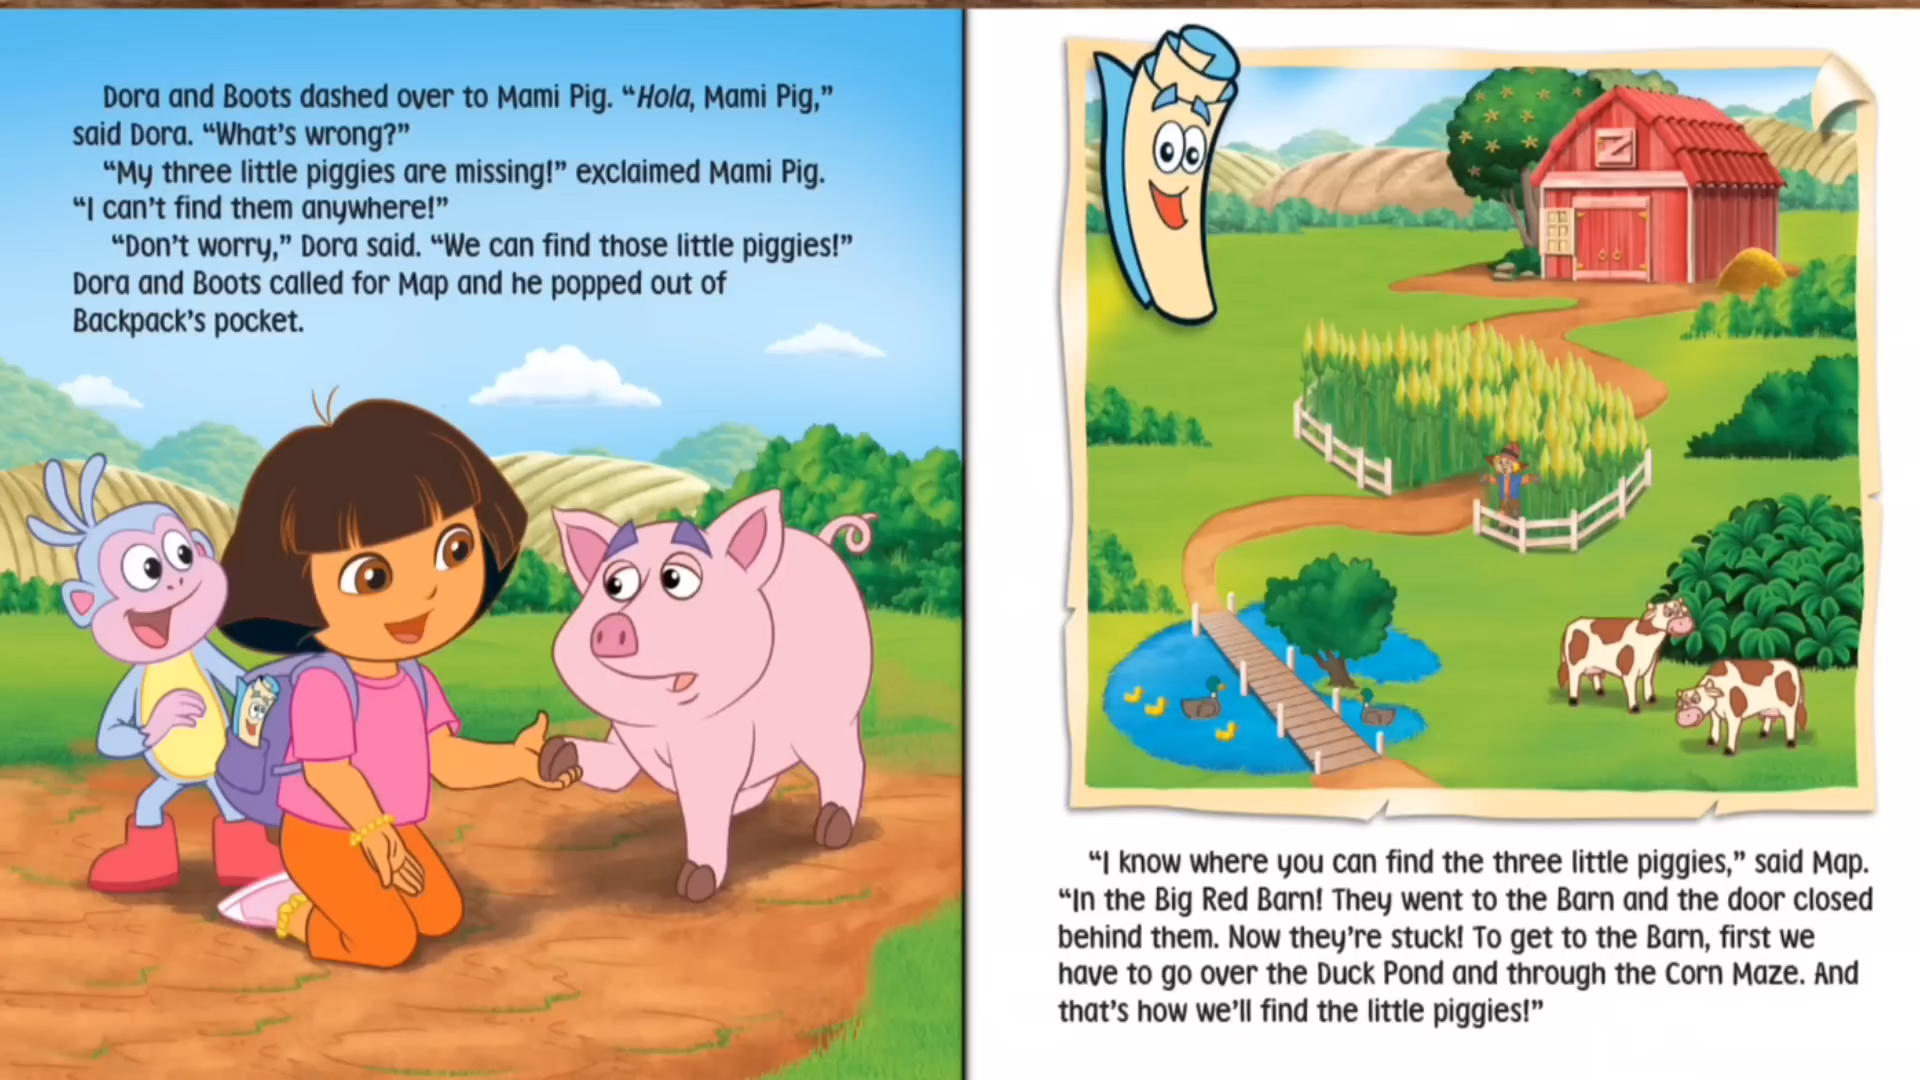 Dora and Boots dashed over to Mami Pig. “Hola, Mami Pig,”
said Dora. “What’s wrong?”
“My three little piggies are missing!” exclaimed Mami Pig.
“I can’t find them anywhere!”
“Don’t worry,” Dora said. “We can find those little piggies!”
Dora and Boots called for Map and he popped out of
Backpack’s pocket.
“I know where you can find the three little piggies,” said Map.
“In the Big Red Barn! They went to the Barn and the door closed
behind them. Now they’re stuck! To get to the Barn, first we
have to go over the Duck Pond and through the Corn Maze. And
that’s how we’ll find the little piggies!”